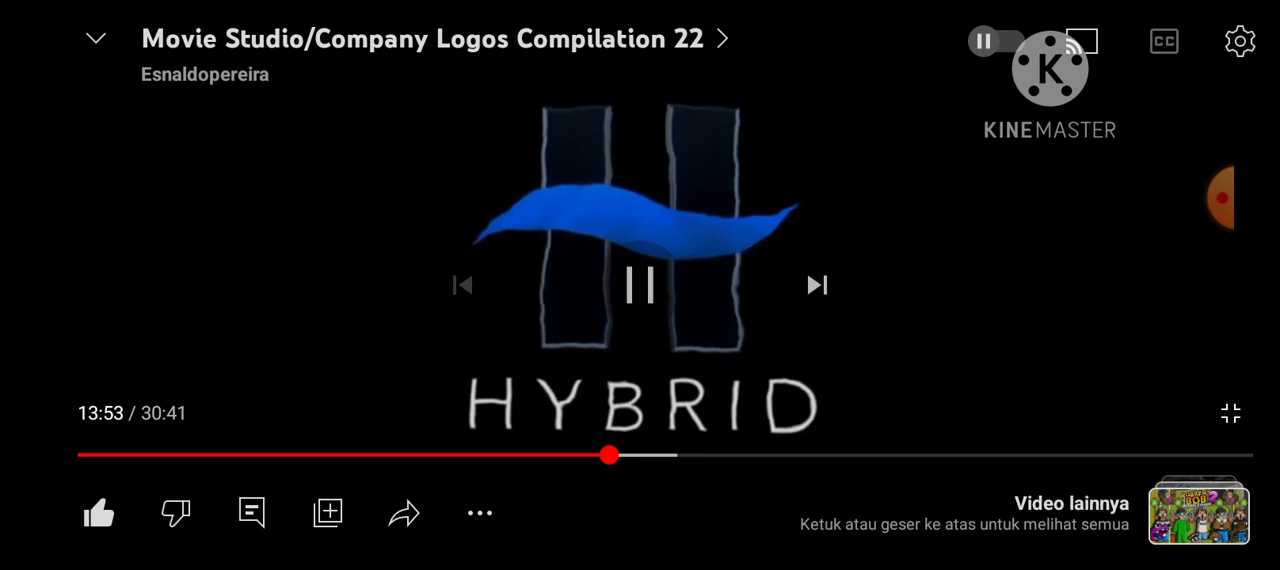 Movie Studio/Company Logos Compilation 22
Esnaldopereira
CC
K
KINEMASTER
H
HYBRID
13:53 / 30:41
Video lainnya
Ketuk atau geser ke atas untuk melihat semua